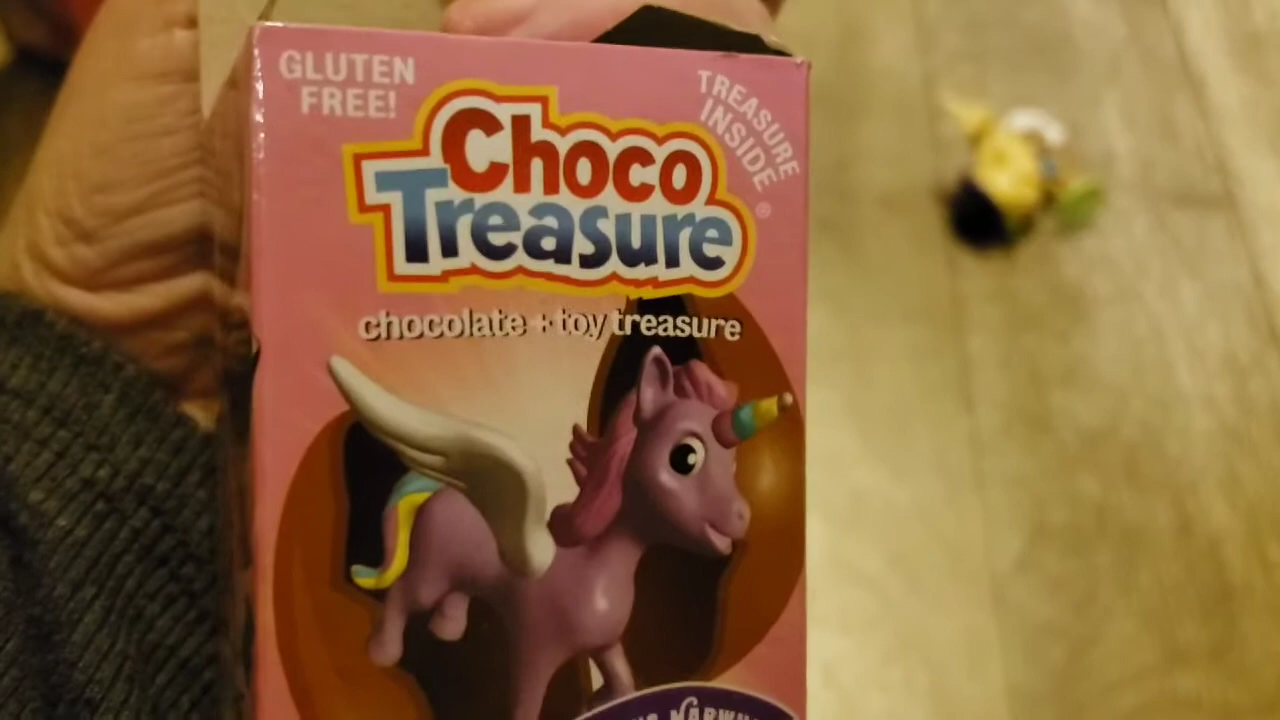 GLUTEN
FREE!
TREASURE
INSIDE
Choco
Treasure
®
chocolate + toy treasure